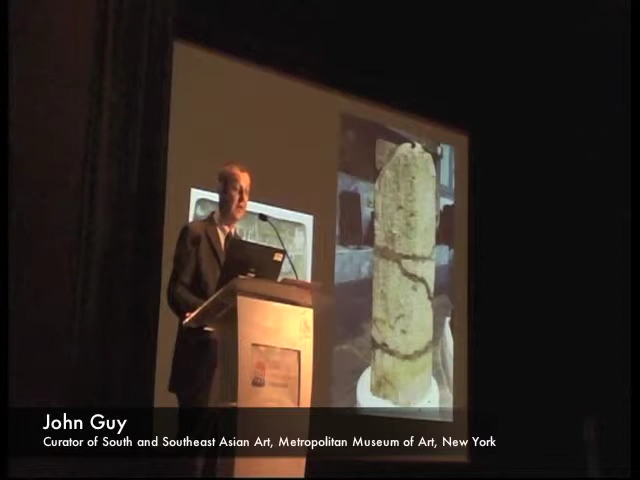 John Guy
Curator of South and Southeast Asian Art, Metropolitan Museum of Art, New York